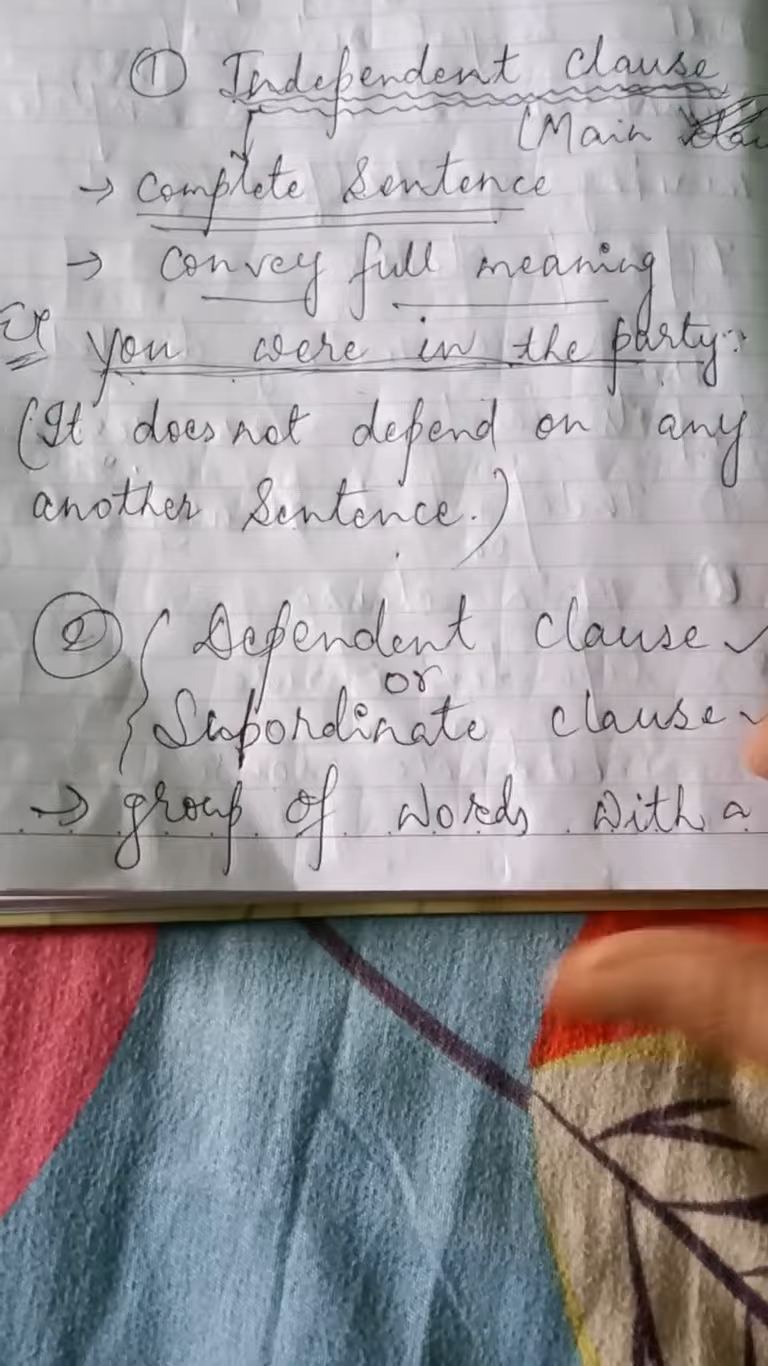 ① Independent clause
(Main
→ Complete Sentence
→ Convey full meaning
Ex you were in the party.
(It does not depend on any
another Sentence.)
② { Dependent clause ✓
or
Subordinate clause ✓
→ group of words with a